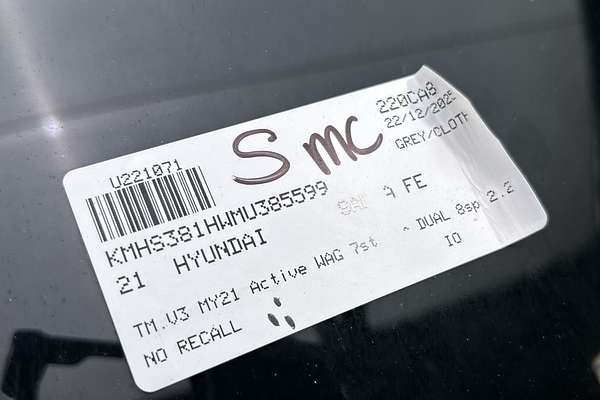 U221071
S MC
220CA8
22/12/2025
GREY/CLOTH
KMHS381HWMU385599
21 HYUNDAI FE
TM.V3 MY21 Active WAG 7st DUAL 8sp 2.2
NO RECALL IO